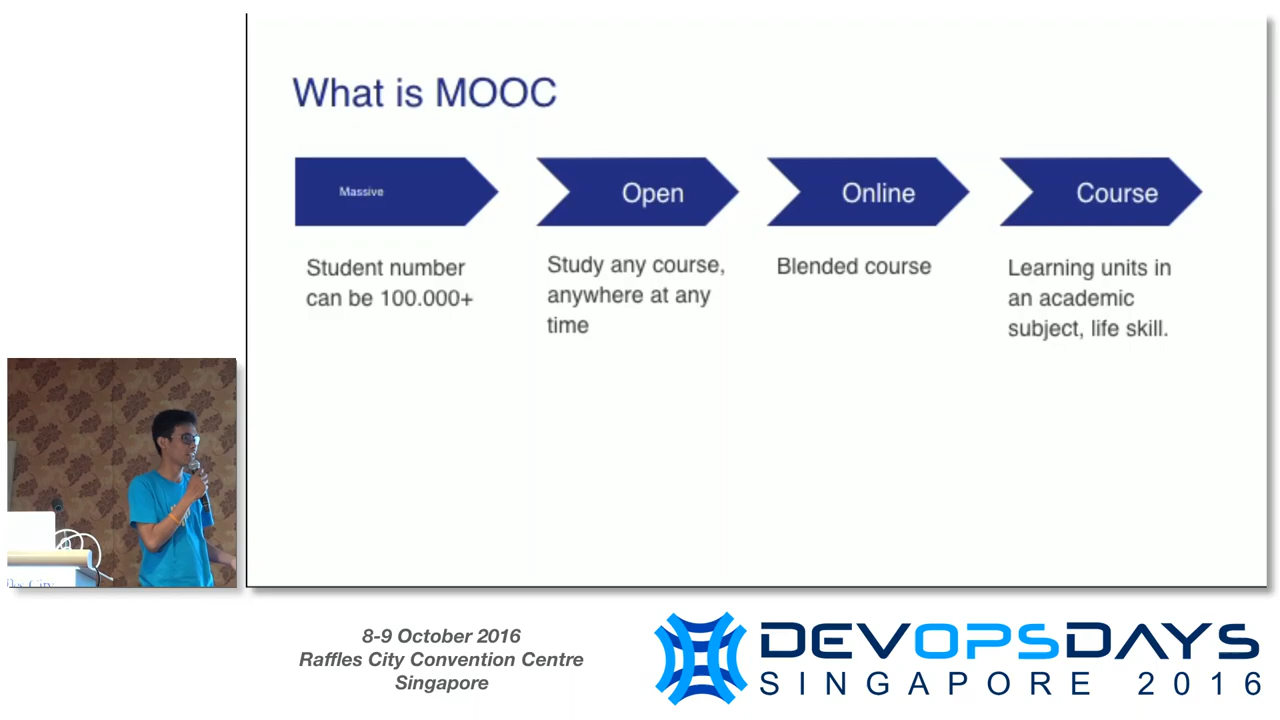 What is MOOC
Massive
Open
Online
Course
Student number
can be 100.000+
Study any course,
anywhere at any
time
Blended course
Learning units in
an academic
subject, life skill.
City
8-9 October 2016
Raffles City Convention Centre
Singapore
DEVOPSDAYS
SINGAPORE 2016